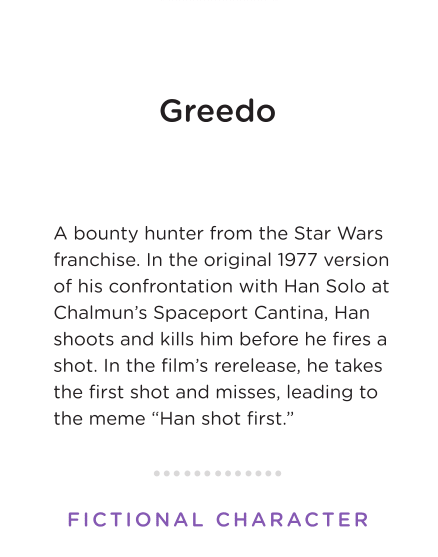 Greedo
A bounty hunter from the Star Wars
franchise. In the original 1977 version
of his confrontation with Han Solo at
Chalmun’s Spaceport Cantina, Han
shoots and kills him before he fires a
shot. In the film’s rerelease, he takes
the first shot and misses, leading to
the meme “Han shot first.”
FICTIONAL CHARACTER